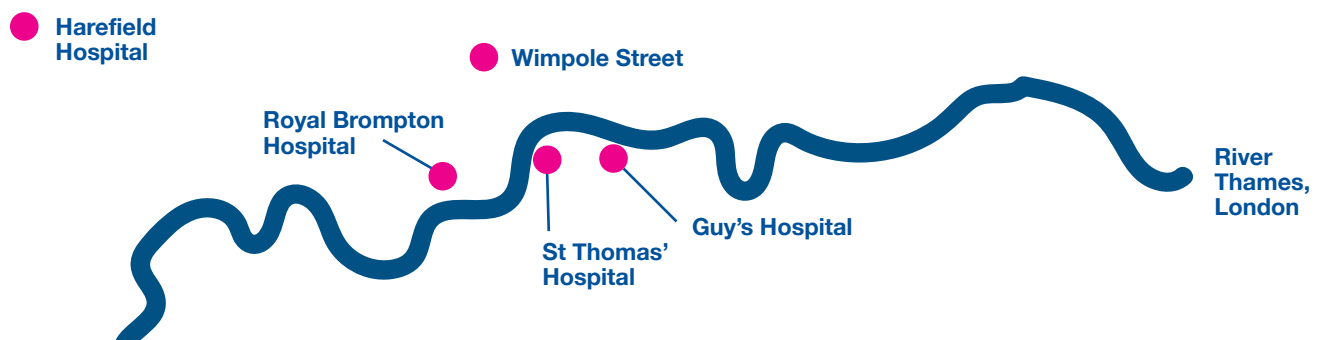 Harefield
Hospital
Wimpole Street
Royal Brompton
Hospital
River
Thames,
London
Guy’s Hospital
St Thomas’
Hospital